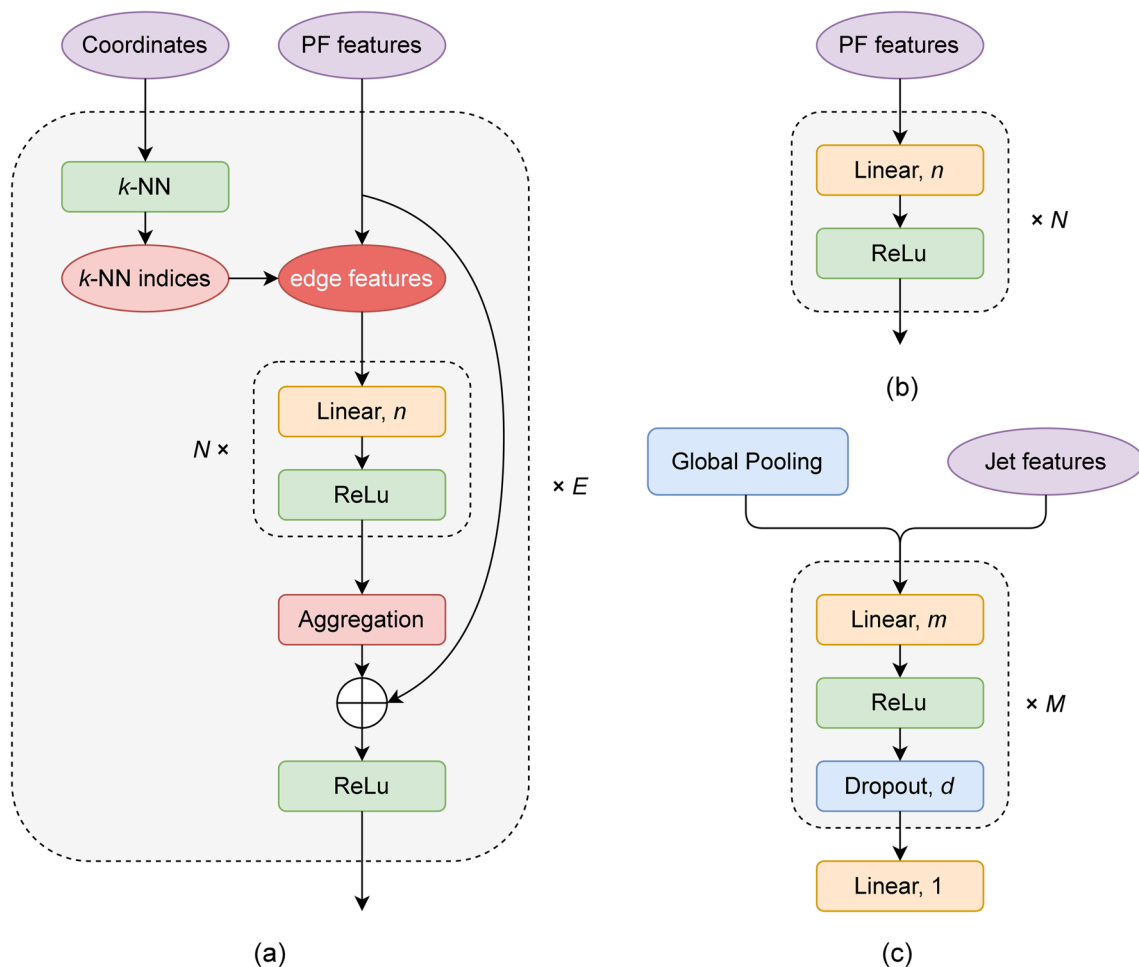 Coordinates
PF features
k-NN
k-NN indices
edge features
Linear, n
N ×
ReLu
× E
Aggregation
ReLu
(a)
PF features
Linear, n
× N
ReLu
(b)
Global Pooling
Jet features
Linear, m
ReLu
× M
Dropout, d
Linear, 1
(c)